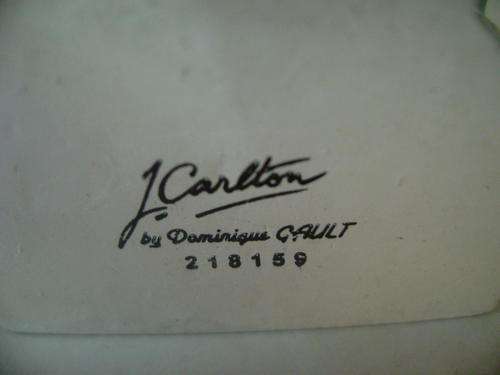 J. Carlton
by Dominique GAULT
218159